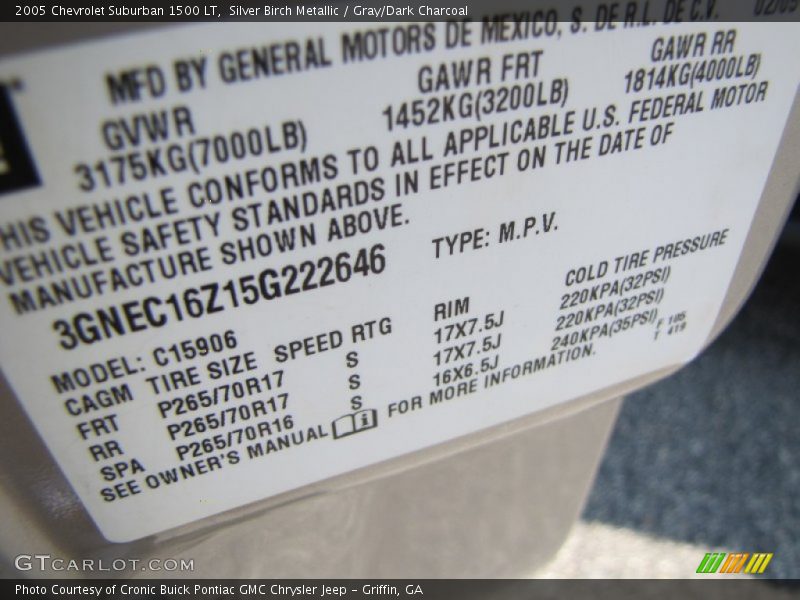 2005 Chevrolet Suburban 1500 LT, Silver Birch Metallic / Gray/Dark Charcoal
MFD BY GENERAL MOTORS DE MEXICO, S. DE R.L. DE C.V. 02/05
GVWR GAWR FRT GAWR RR
3175KG(7000LB) 1452KG(3200LB) 1814KG(4000LB)
HIS VEHICLE CONFORMS TO ALL APPLICABLE U.S. FEDERAL MOTOR
VEHICLE SAFETY STANDARDS IN EFFECT ON THE DATE OF
MANUFACTURE SHOWN ABOVE.
3GNEC16Z15G222646 TYPE: M.P.V.
MODEL: C15906
CAGM TIRE SIZE SPEED RTG RIM COLD TIRE PRESSURE
FRT P265/70R17 S 17X7.5J 220KPA(32PSI)
RR P265/70R17 S 17X7.5J 220KPA(32PSI)
SPA P265/70R16 S 16X6.5J 240KPA(35PSI)
F 105
T 419
SEE OWNER'S MANUAL FOR MORE INFORMATION.
GTCARLOT.COM
Photo Courtesy of Cronic Buick Pontiac GMC Chrysler Jeep - Griffin, GA